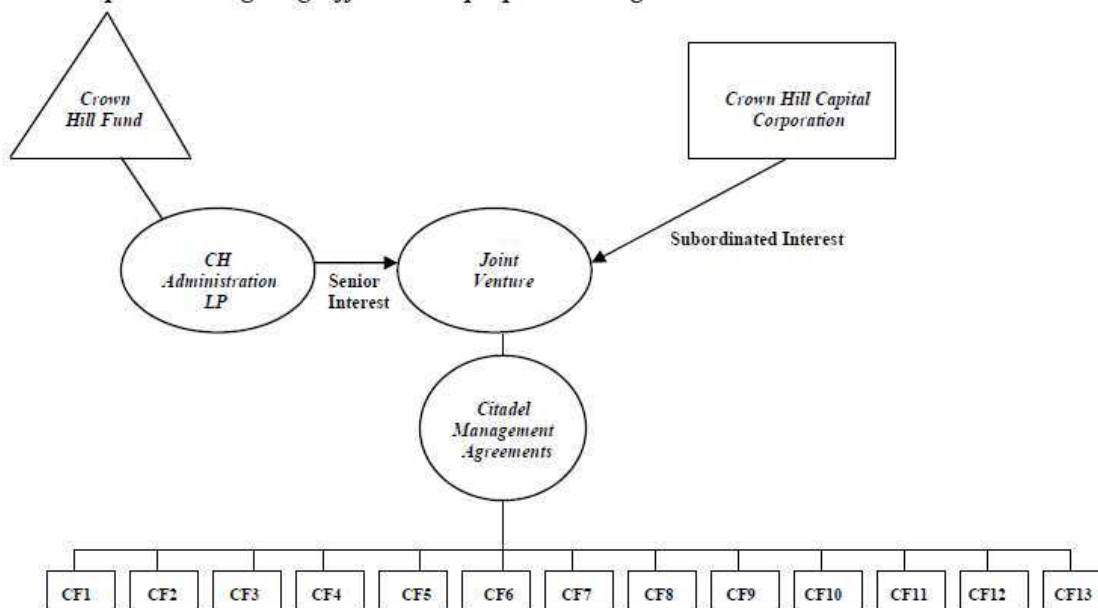 Crown
Hill Fund
Crown Hill Capital
Corporation
Subordinated Interest
CH
Administration
LP
Senior
Interest
Joint
Venture
Citadel
Management
Agreements
CF1 CF2 CF3 CF4 CF5 CF6 CF7 CF8 CF9 CF10 CF11 CF12 CF13